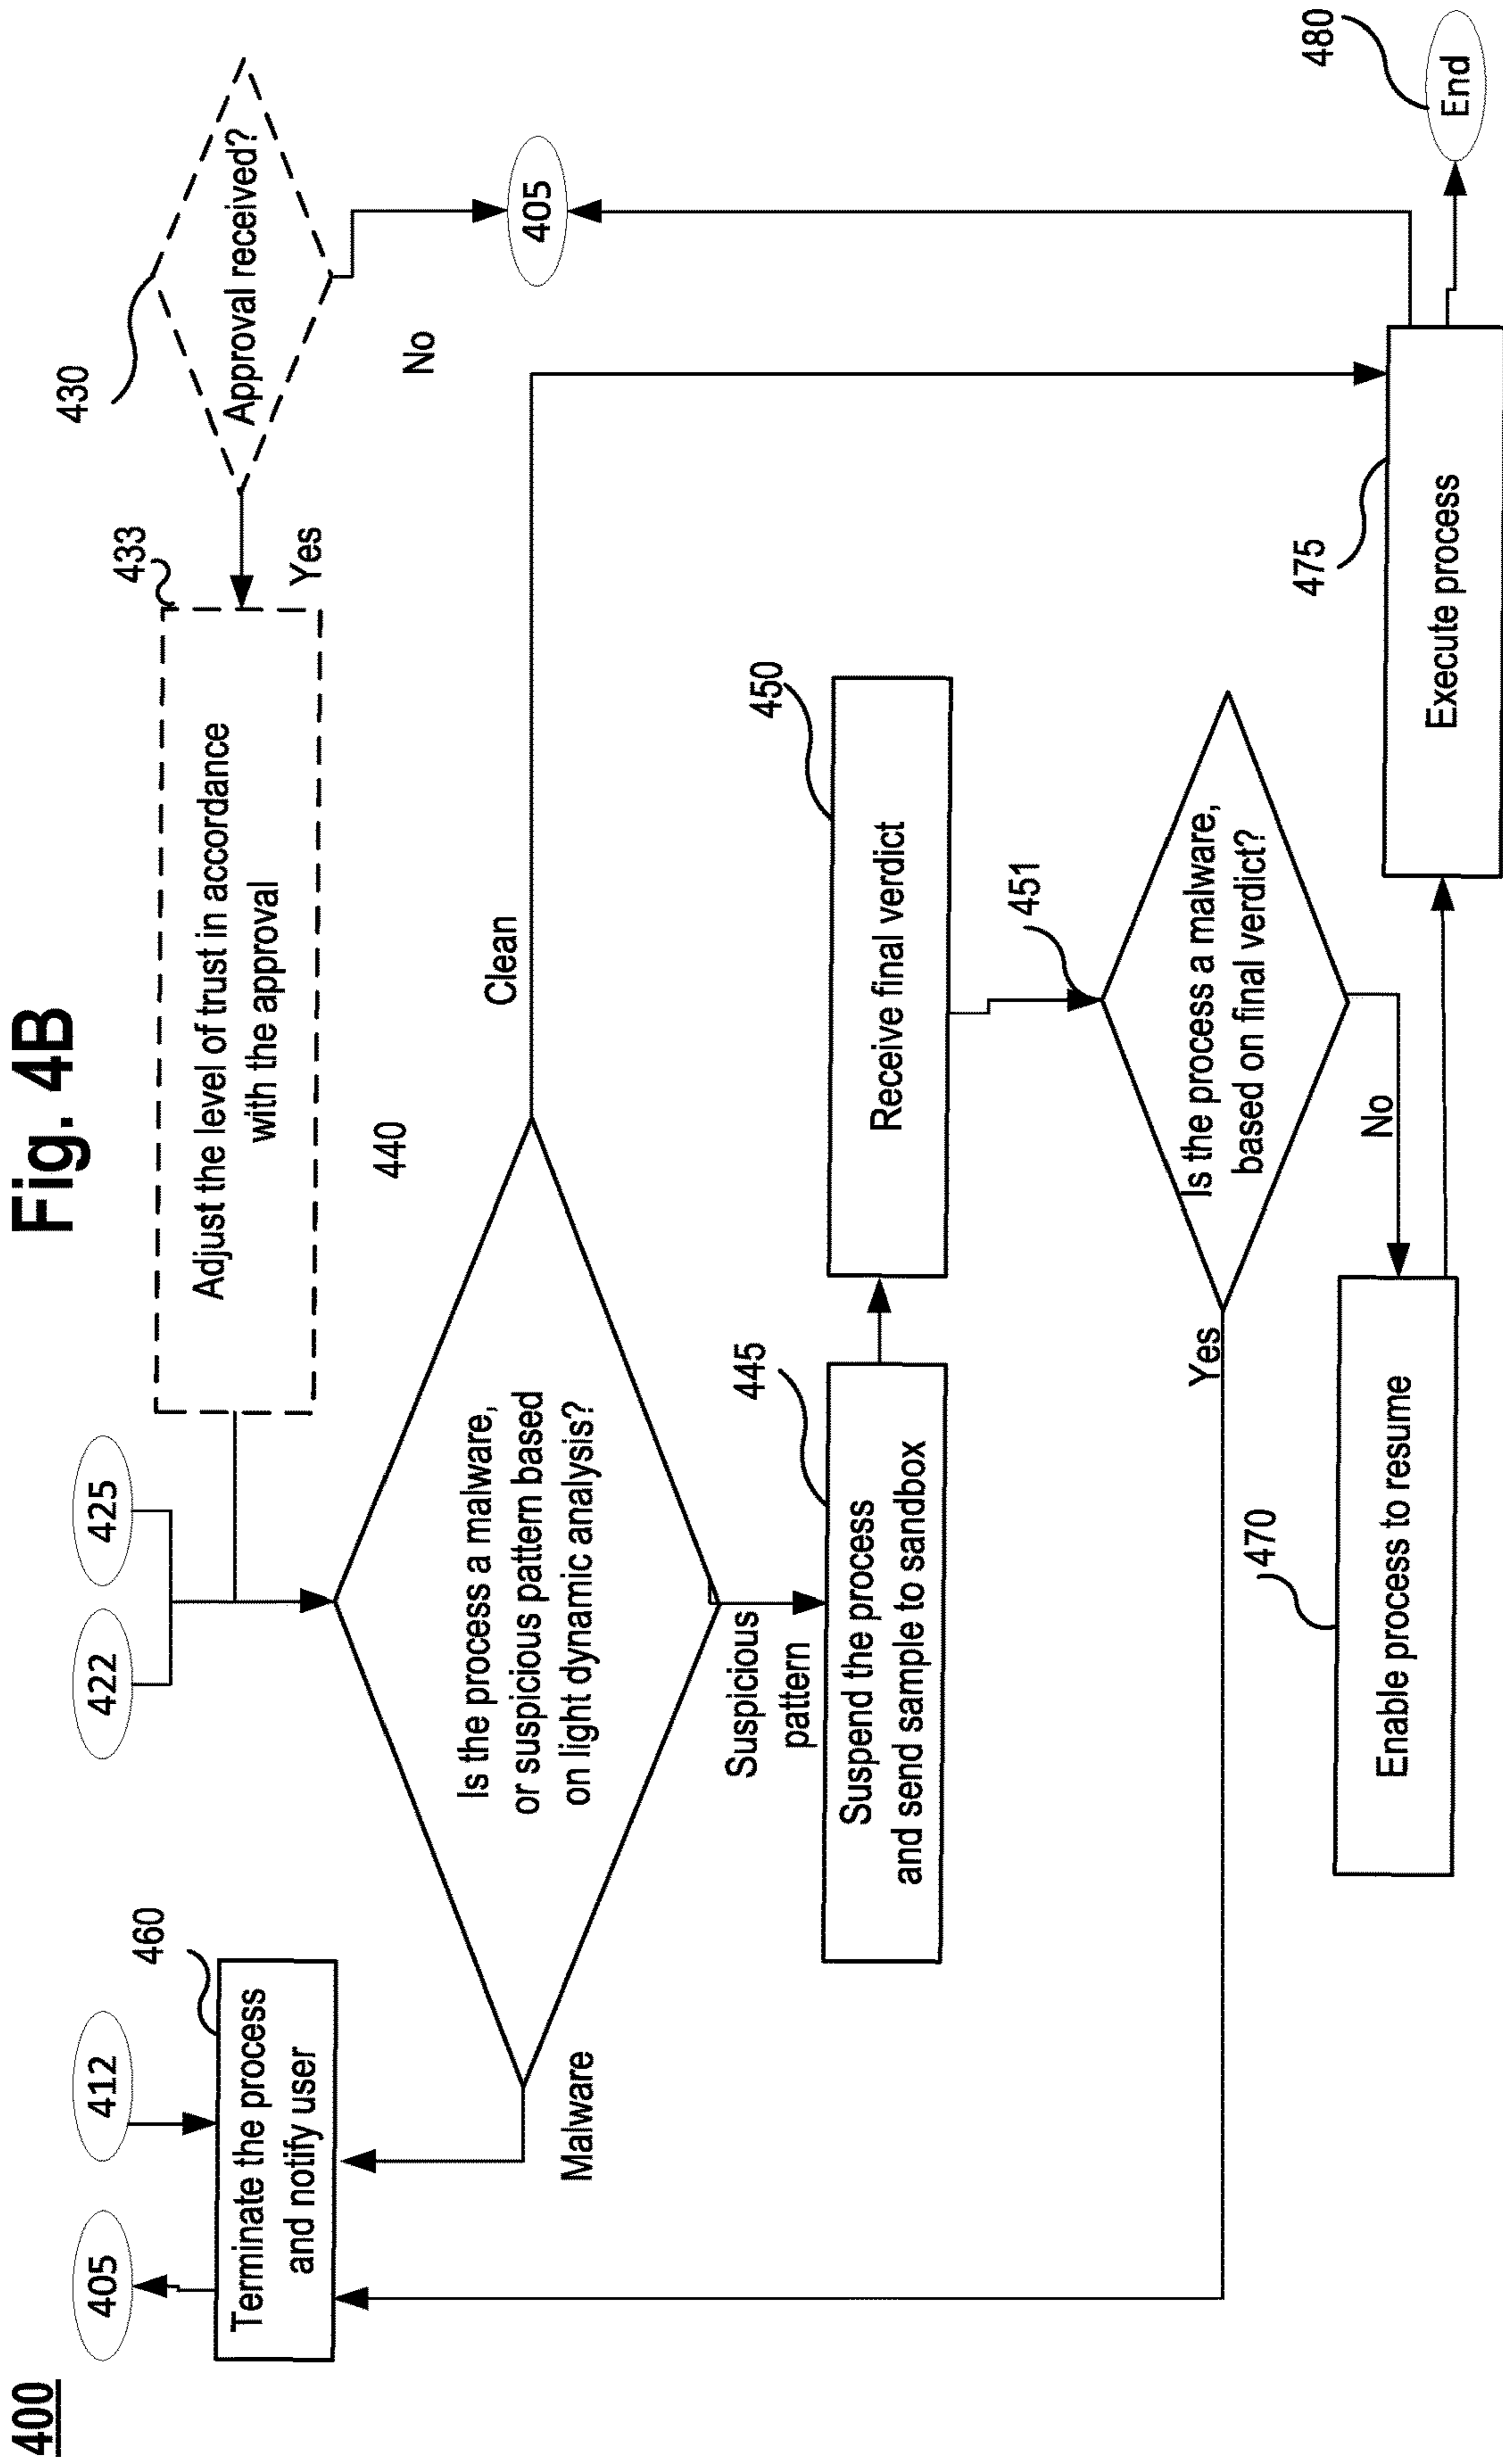 Fig. 4B
400
405
412
422
425
460
Terminate the process
and notify user
433
Adjust the level of trust in accordance
with the approval
Yes
430
Approval received?
No
405
440
Is the process a malware,
or suspicious pattern based
on light dynamic analysis?
Malware
Clean
Suspicious
pattern
445
Suspend the process
and send sample to sandbox
450
Receive final verdict
451
Is the process a malware,
based on final verdict?
Yes
No
470
Enable process to resume
475
Execute process
480
End